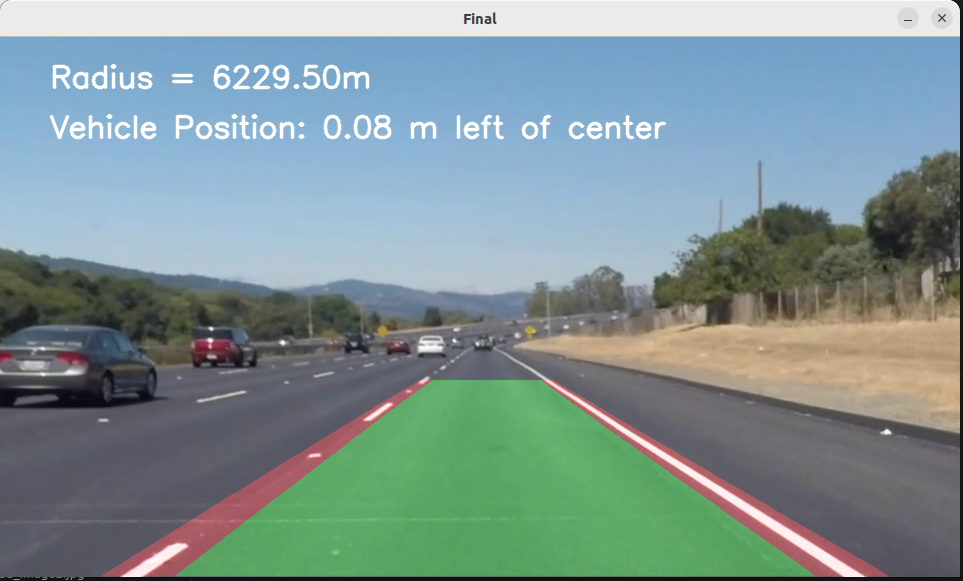 Final
Radius = 6229.50m
Vehicle Position: 0.08 m left of center